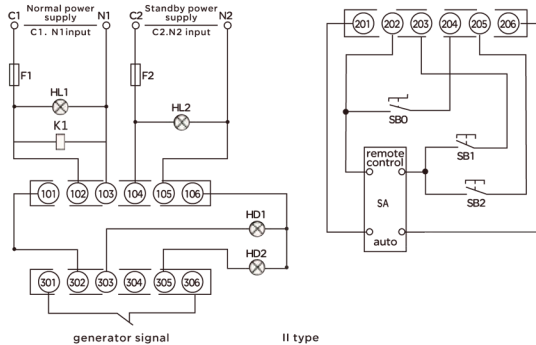 Normal power supply
C1 N1
C1. N1 input
Standby power supply
C2 N2
C2.N2 input
F1
F2
HL1
HL2
K1
101 102 103 104 105 106
HD1
HD2
301 302 303 304 305 306
generator signal
201 202 203 204 205 206
SB0
SB1
SB2
remote control
SA
auto
II type